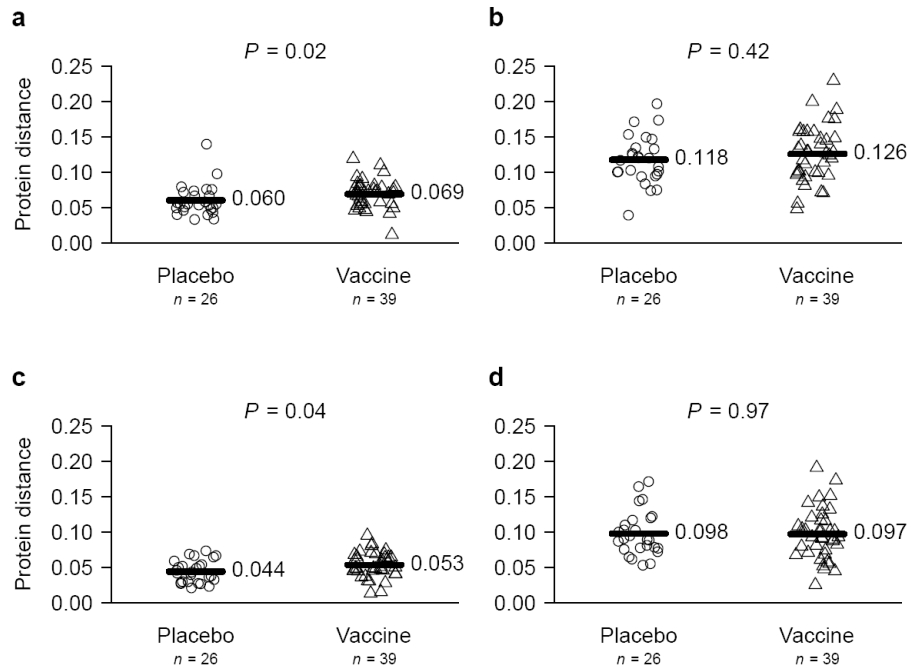 a
P = 0.02
Protein distance
0.25
0.20
0.15
0.10
0.05
0.00
0.060
0.069
Placebo
n = 26
Vaccine
n = 39
b
P = 0.42
0.25
0.20
0.15
0.10
0.05
0.00
0.118
0.126
Placebo
n = 26
Vaccine
n = 39
c
P = 0.04
Protein distance
0.25
0.20
0.15
0.10
0.05
0.00
0.044
0.053
Placebo
n = 26
Vaccine
n = 39
d
P = 0.97
0.25
0.20
0.15
0.10
0.05
0.00
0.098
0.097
Placebo
n = 26
Vaccine
n = 39